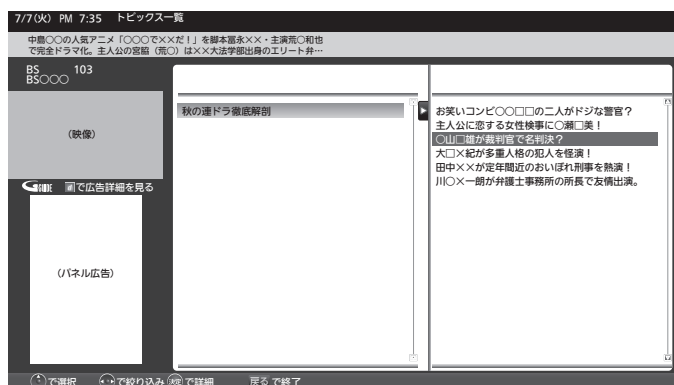 7/7(火) PM 7:35 トピックス一覧
中島○○の人気アニメ「○○○で××だ!」を脚本冨永××・主演荒○和也
で完全ドラマ化。主人公の宮脇(荒○)は××大法学部出身のエリート弁…
BS 103
BS○○○
(映像)
GUIDE で広告詳細を見る
(パネル広告)
秋の連ドラ徹底解剖
お笑いコンビ○○□□の二人がドジな警官?
主人公に恋する女性検事に○瀬□美!
○山□雄が裁判官で名判決?
大□×紀が多重人格の犯人を怪演!
田中××が定年間近のおいぼれ刑事を熱演!
川○×一朗が弁護士事務所の所長で友情出演。
で選択 で絞り込み 決定 で詳細 戻る で終了